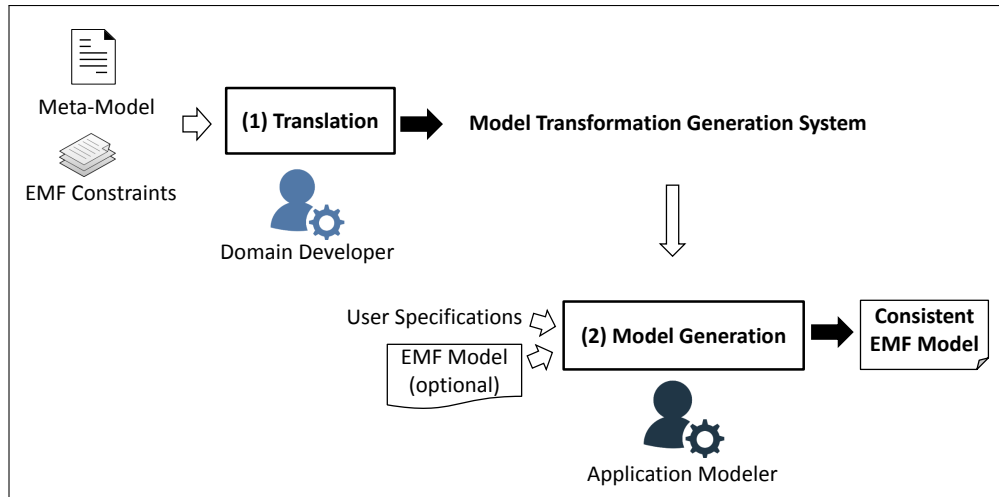 Meta-Model
EMF Constraints
(1) Translation
Model Transformation Generation System
Domain Developer
User Specifications
EMF Model
(optional)
(2) Model Generation
Consistent
EMF Model
Application Modeler